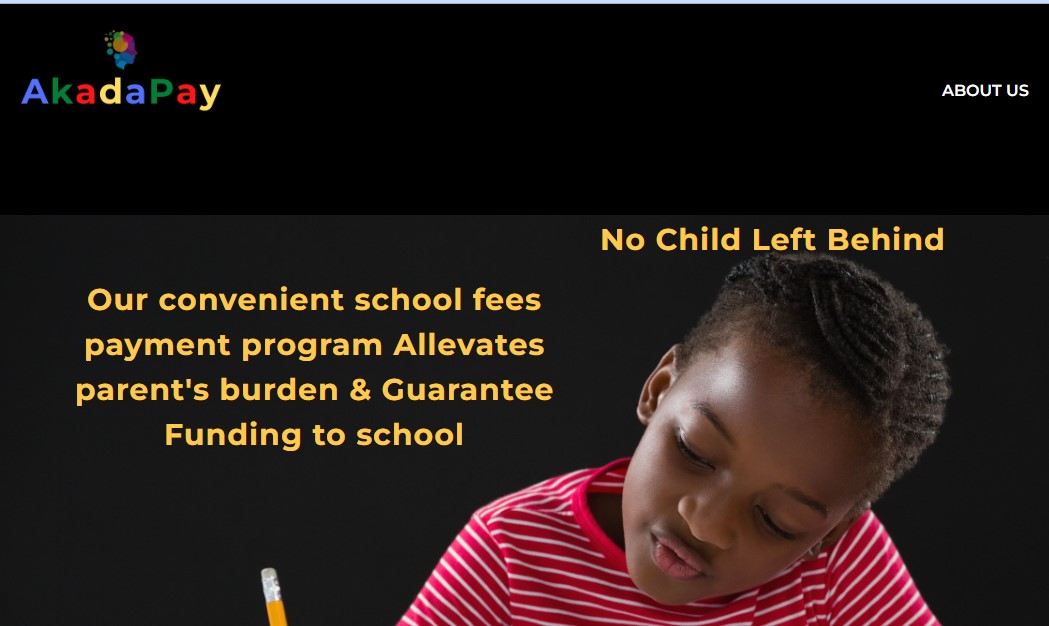 AkadaPay
ABOUT US
No Child Left Behind
Our convenient school fees
payment program Allevates
parent's burden & Guarantee
Funding to school